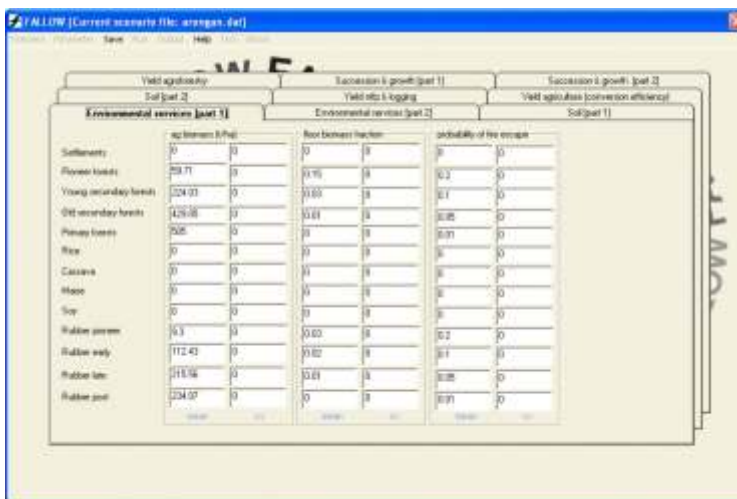 FALLOW [Current scenario file: arongan.dat]
Save Help
Yield agroforestry Succession & growth [part 1] Succession & growth [part 2]
Soil [part 2] Yield ntfp & logging Yield agriculture (conversion efficiency)
Environmental services [part 1] Environmental services [part 2] Soil [part 1]
ag biomass (t/ha) floor biomass fraction probability of fire escape
Settlements 0 0 0 0 0 0
Pioneer forests 59.71 0 0.15 0 0.2 0
Young secondary forests 224.03 0 0.03 0 0.1 0
Old secondary forests 0 0.01 0 0.05 0
Primary forests 505 0 0 0.01 0
Rice 0 0 0 0 0 0
Cassava 0 0 0 0 0 0
Maize 0 0 0 0 0 0
Soy 0 0 0 0 0 0
Rubber pioneer 9.3 0 0.03 0 0.2 0
Rubber early 112.43 0 0.02 0 0.1 0
Rubber late 215.56 0 0.01 0 0.05 0
Rubber post 234.07 0 0 0 0.01 0